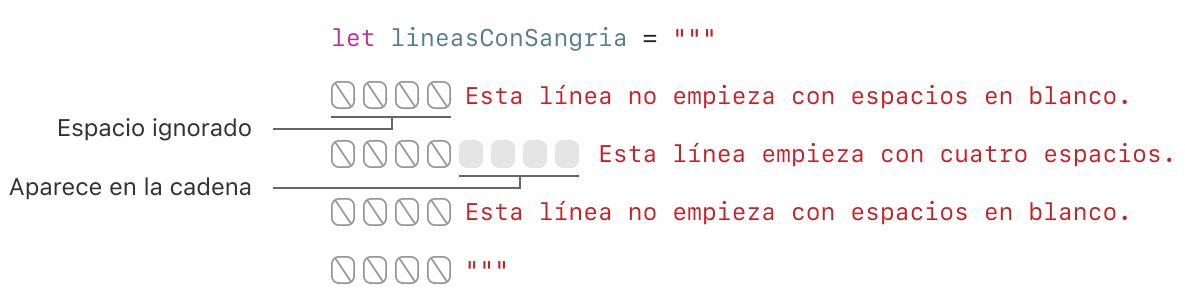 let lineasConSangria = """
Esta línea no empieza con espacios en blanco.
Espacio ignorado
Esta línea empieza con cuatro espacios.
Aparece en la cadena
Esta línea no empieza con espacios en blanco.
"""